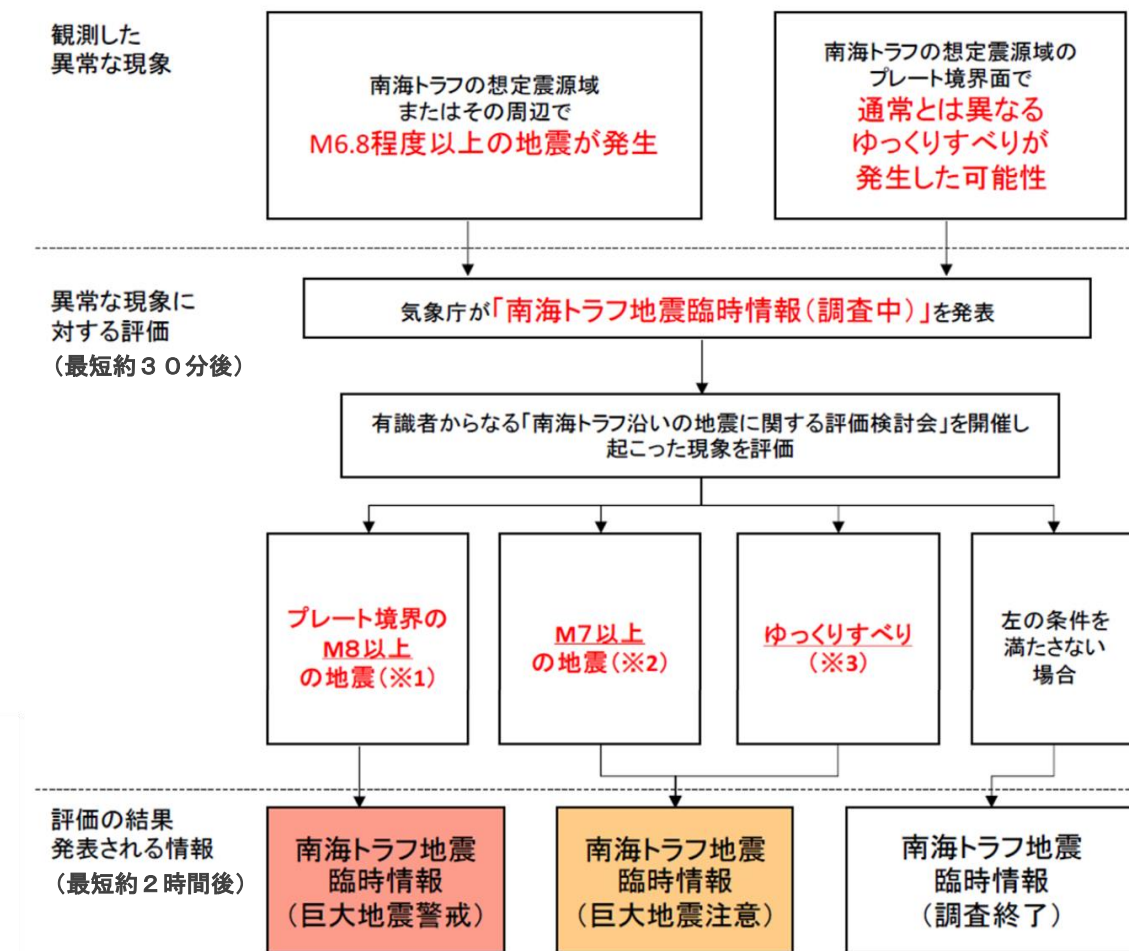 観測した
異常な現象
南海トラフの想定震源域
またはその周辺で
M6.8程度以上の地震が発生
南海トラフの想定震源域の
プレート境界面で
通常とは異なる
ゆっくりすべりが
発生した可能性
異常な現象に
対する評価
（最短約３０分後）
気象庁が「南海トラフ地震臨時情報（調査中）」を発表
有識者からなる「南海トラフ沿いの地震に関する評価検討会」を開催し
起こった現象を評価
プレート境界の
M8以上
の地震（※1）
M7以上
の地震（※2）
ゆっくりすべり
（※3）
左の条件を
満たさない
場合
評価の結果
発表される情報
（最短約２時間後）
南海トラフ地震
臨時情報
（巨大地震警戒）
南海トラフ地震
臨時情報
（巨大地震注意）
南海トラフ地震
臨時情報
（調査終了）